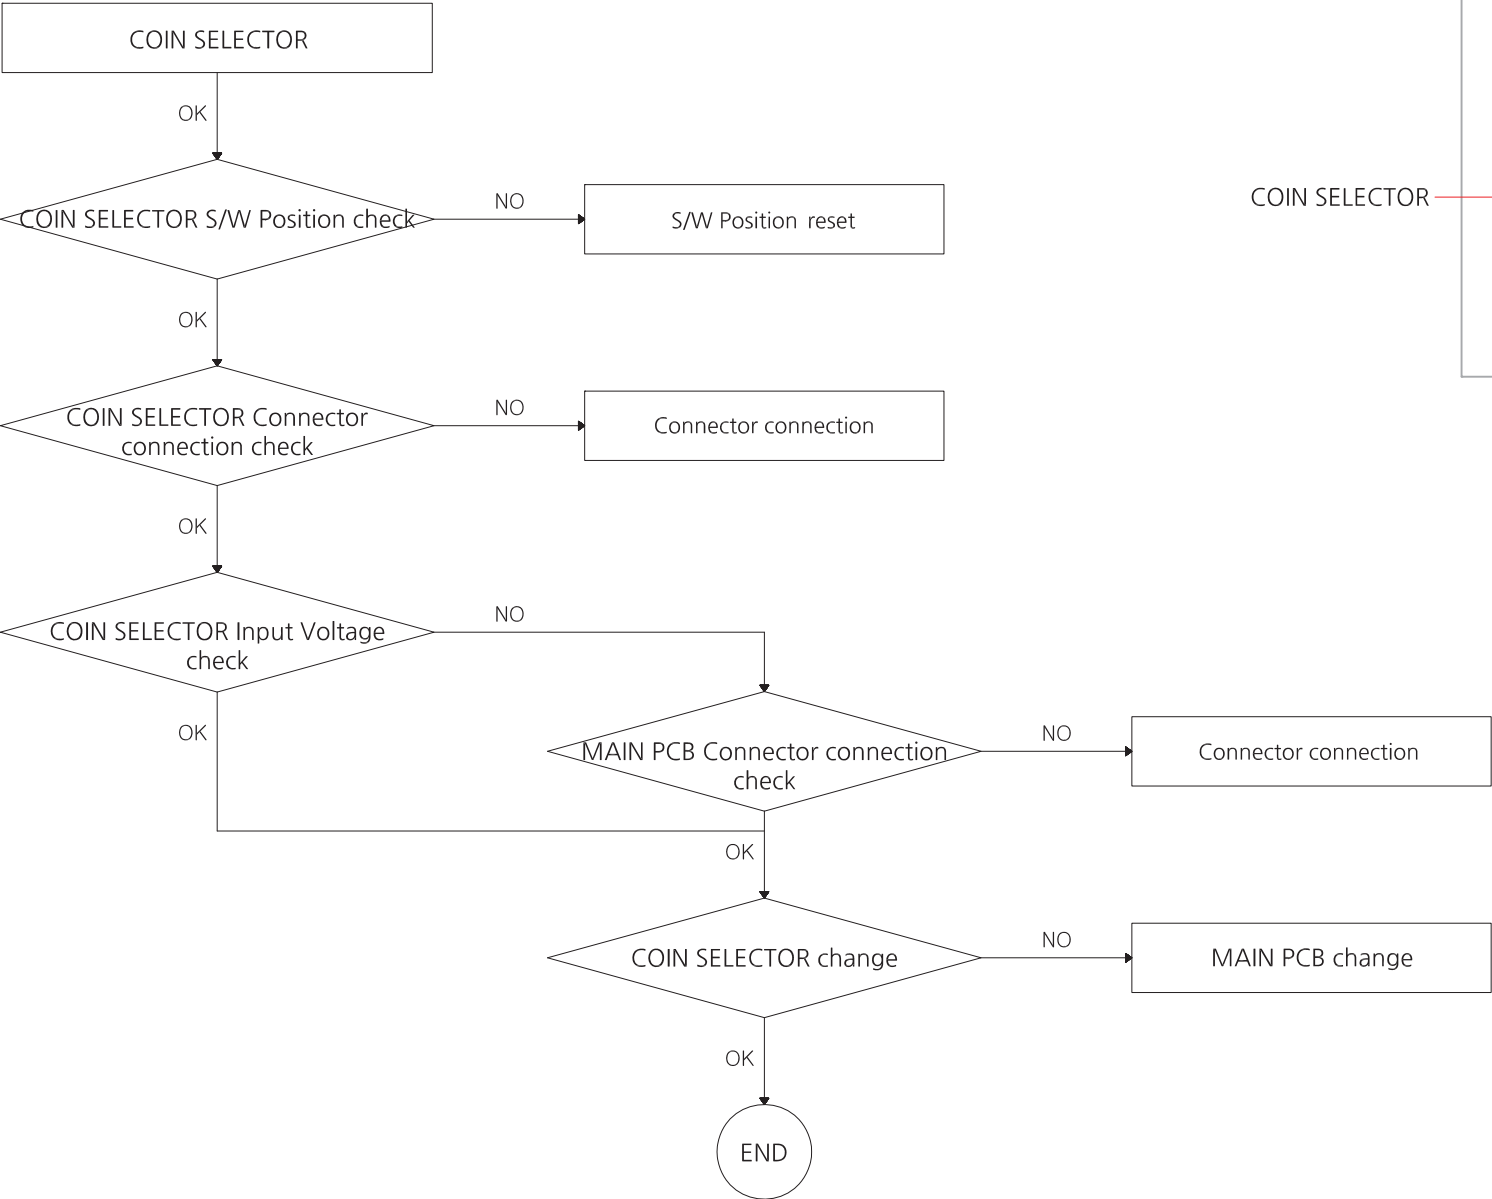 COIN SELECTOR
OK
COIN SELECTOR S/W Position check
NO
S/W Position reset
COIN SELECTOR
OK
COIN SELECTOR Connector
connection check
NO
Connector connection
OK
COIN SELECTOR Input Voltage
check
NO
OK
MAIN PCB Connector connection
check
NO
Connector connection
OK
COIN SELECTOR change
NO
MAIN PCB change
OK
END